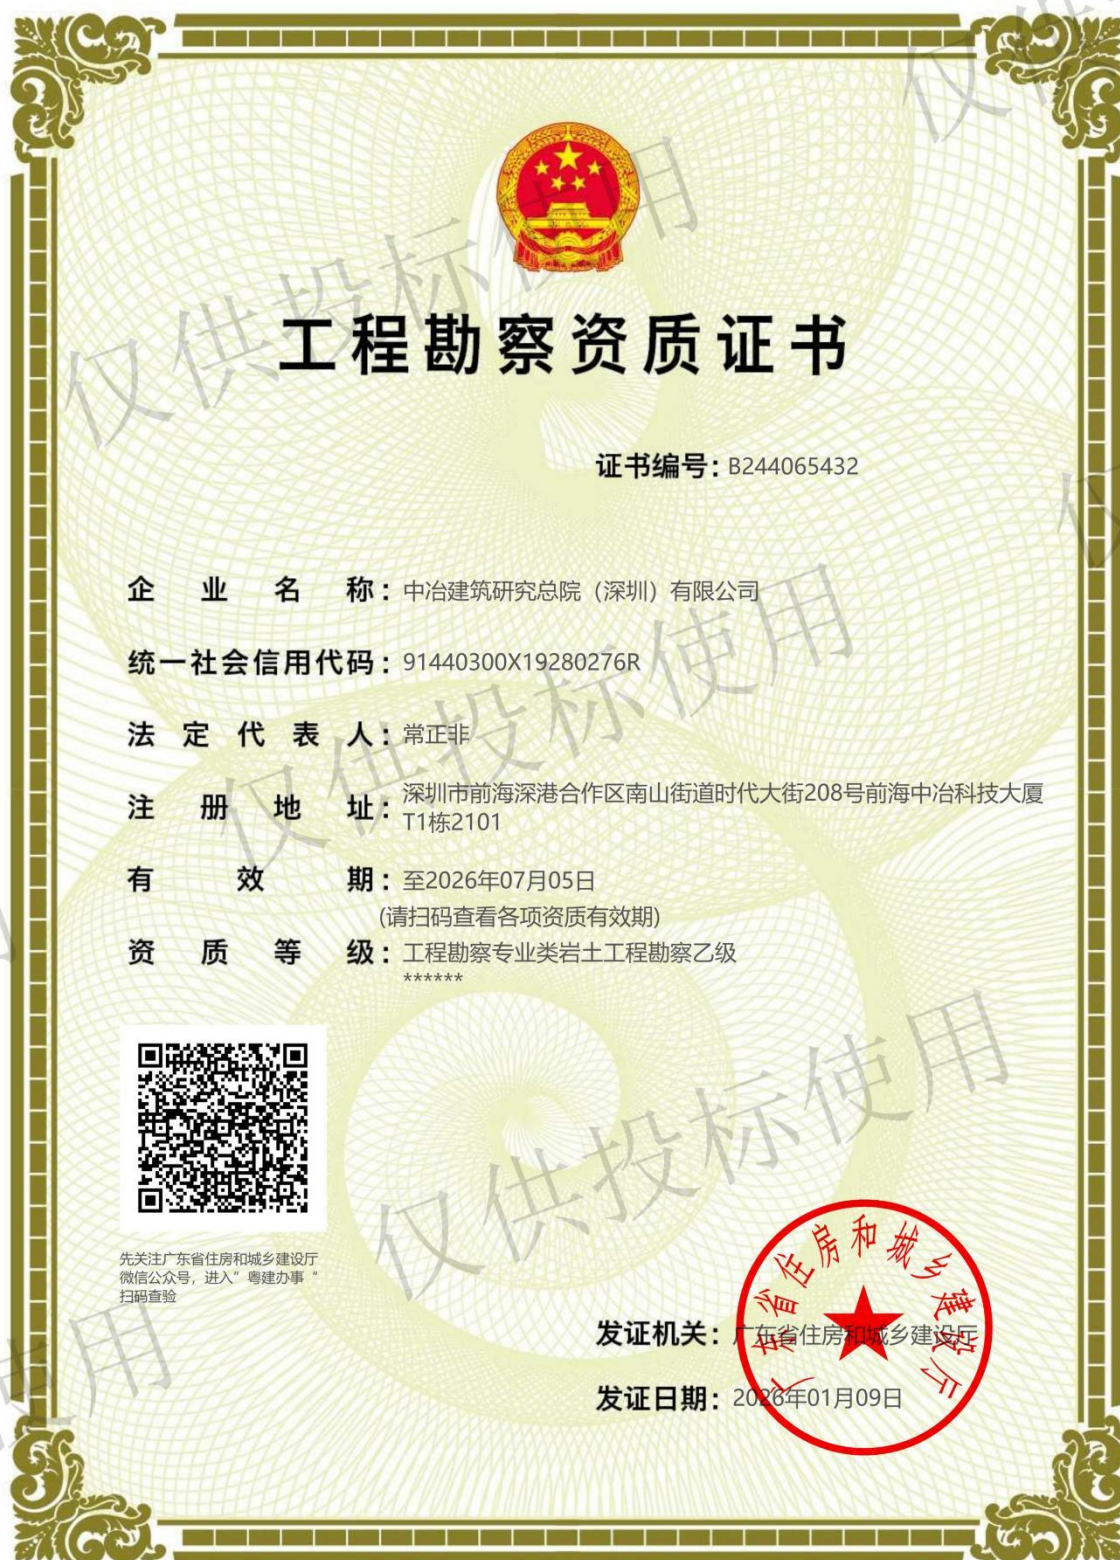 工程勘察资质证书
证书编号：B244065432
企业名称：中冶建筑研究总院（深圳）有限公司
统一社会信用代码：91440300X19280276R
法定代表人：常正非
注册地址：深圳市前海深港合作区南山街道时代大街208号前海中冶科技大厦
T1栋2101
有效期：至2026年07月05日
(请扫码查看各项资质有效期)
资质等级：工程勘察专业类岩土工程勘察乙级
******
先关注广东省住房和城乡建设厅
微信公众号，进入”粤建办事“
扫码查验
发证机关：广东省住房和城乡建设厅
发证日期：2026年01月09日
广东省住房和城乡建设厅
仅供投标使用
仅供投标使用
仅供投标使用